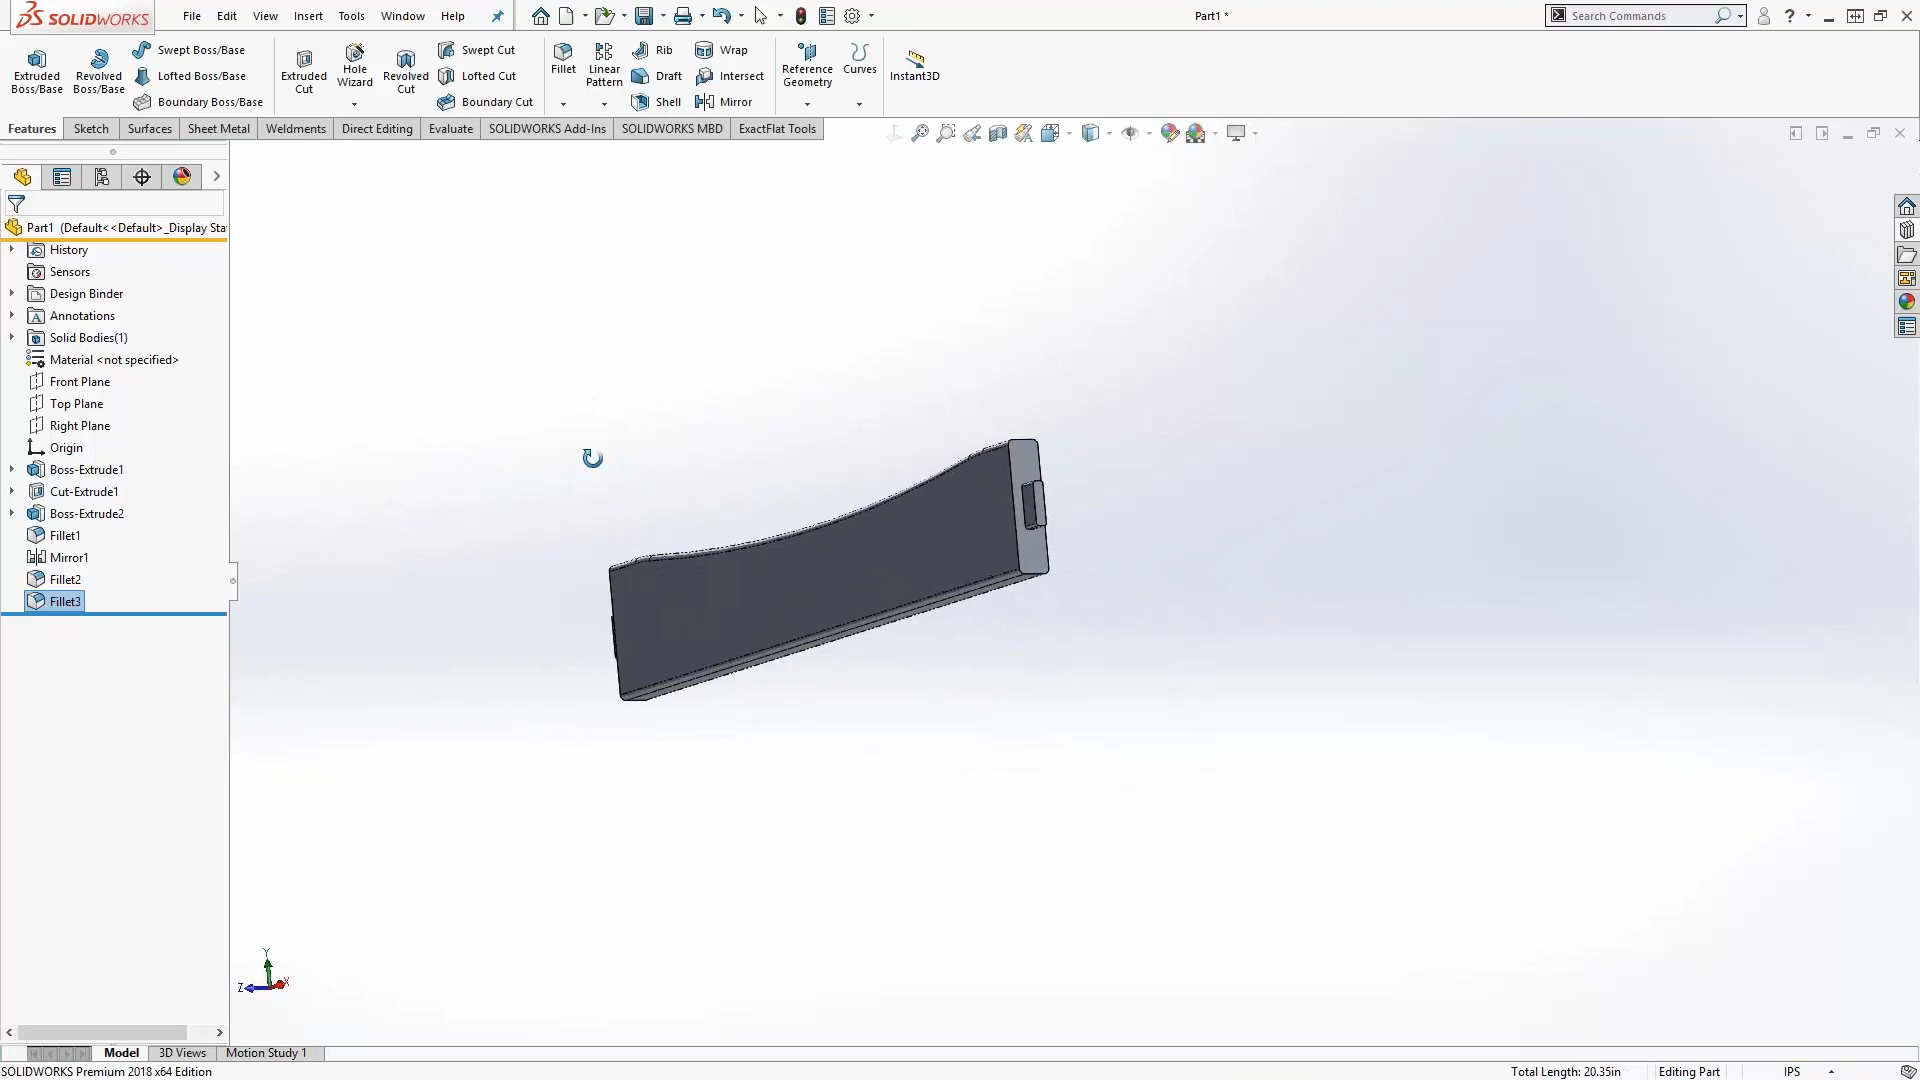 SOLIDWORKS File Edit View Insert Tools Window Help Part1 * Search Commands ?
Extruded Boss/Base
Revolved Boss/Base
Swept Boss/Base
Lofted Boss/Base
Boundary Boss/Base
Extruded Cut
Hole Wizard
Revolved Cut
Swept Cut
Lofted Cut
Boundary Cut
Fillet
Linear Pattern
Rib
Draft
Shell
Wrap
Intersect
Mirror
Reference Geometry
Curves
Instant3D
Features Sketch Surfaces Sheet Metal Weldments Direct Editing Evaluate SOLIDWORKS Add-Ins SOLIDWORKS MBD ExactFlat Tools
Part1 (Default<<Default>_Display Sta
History
Sensors
Design Binder
A Annotations
Solid Bodies(1)
Material <not specified>
Front Plane
Top Plane
Right Plane
Origin
Boss-Extrude1
Cut-Extrude1
Boss-Extrude2
Fillet1
Mirror1
Fillet2
Fillet3
Y
Z X
Model 3D Views Motion Study 1
SOLIDWORKS Premium 2018 x64 Edition Total Length: 20.35in Editing Part IPS